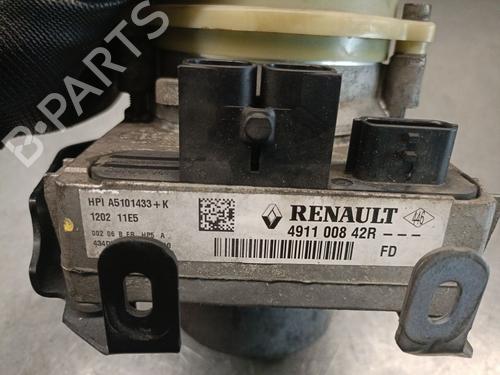 B-PARTS
HPI A5101433+K
1202 11E5
RENAULT
4911 008 42R ---
FD